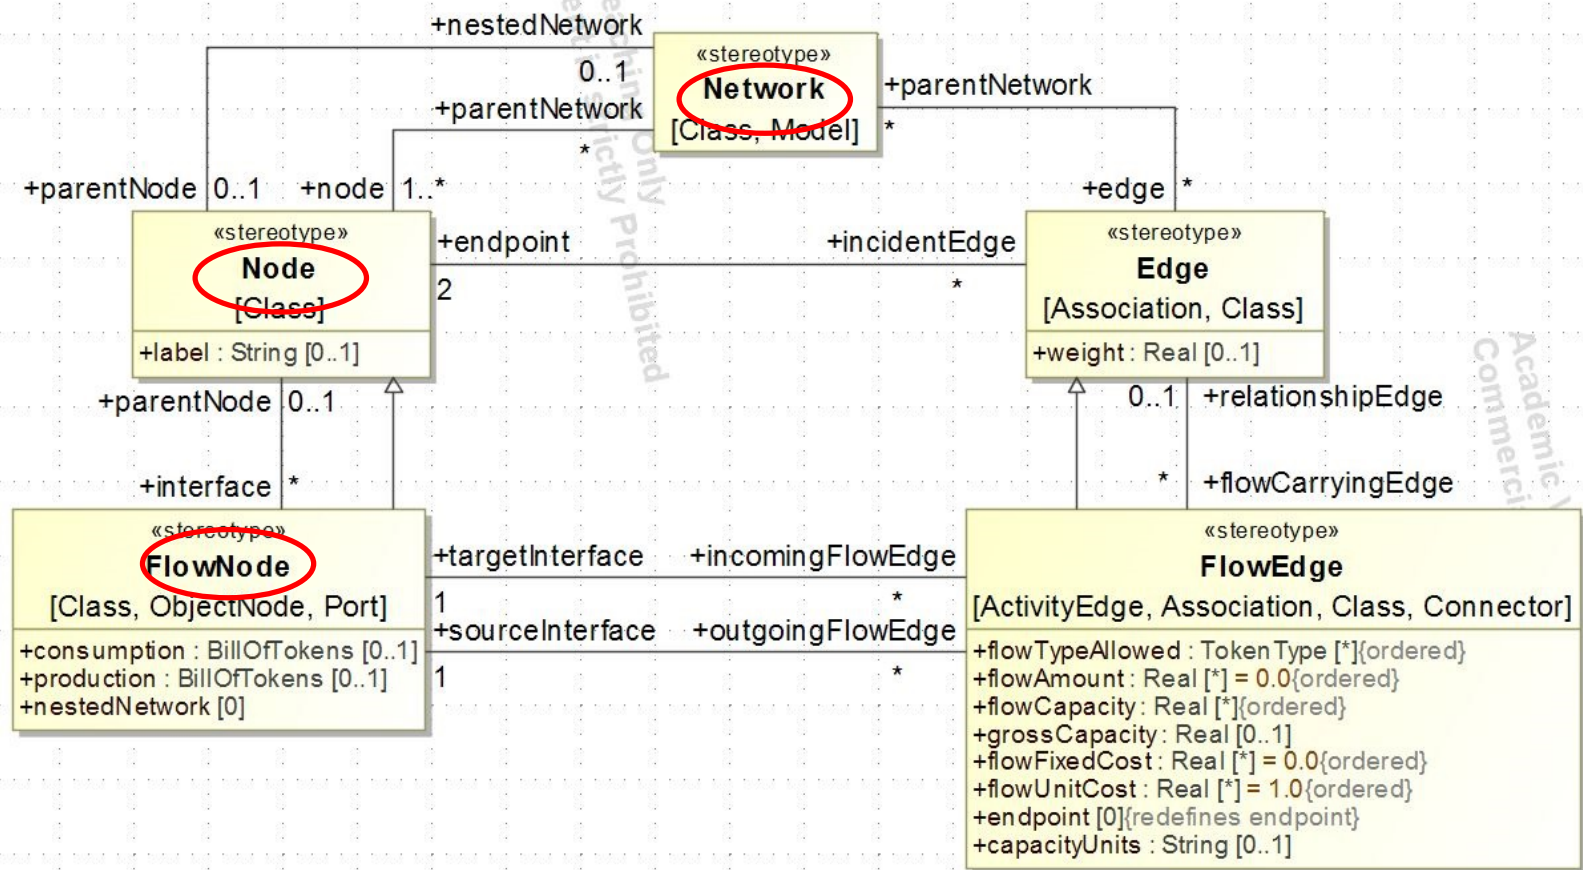 +nestedNetwork
0..1
+parentNetwork
*
«stereotype»
Network
[Class, Model]
+parentNetwork
*
+parentNode 0..1
+node 1..*
+edge *
«stereotype»
Node
[Class]
+label : String [0..1]
+endpoint
2
+incidentEdge
*
«stereotype»
Edge
[Association, Class]
+weight : Real [0..1]
+parentNode 0..1
+interface *
0..1 +relationshipEdge
* +flowCarryingEdge
«stereotype»
FlowNode
[Class, ObjectNode, Port]
+consumption : BillOfTokens [0..1]
+production : BillOfTokens [0..1]
+nestedNetwork [0]
+targetInterface
1
+incomingFlowEdge
*
+sourceInterface
1
+outgoingFlowEdge
*
«stereotype»
FlowEdge
[ActivityEdge, Association, Class, Connector]
+flowTypeAllowed : TokenType [*]{ordered}
+flowAmount : Real [*] = 0.0{ordered}
+flowCapacity : Real [*]{ordered}
+grossCapacity : Real [0..1]
+flowFixedCost : Real [*] = 0.0{ordered}
+flowUnitCost : Real [*] = 1.0{ordered}
+endpoint [0]{redefines endpoint}
+capacityUnits : String [0..1]
Only
strictly Prohibited
Academic